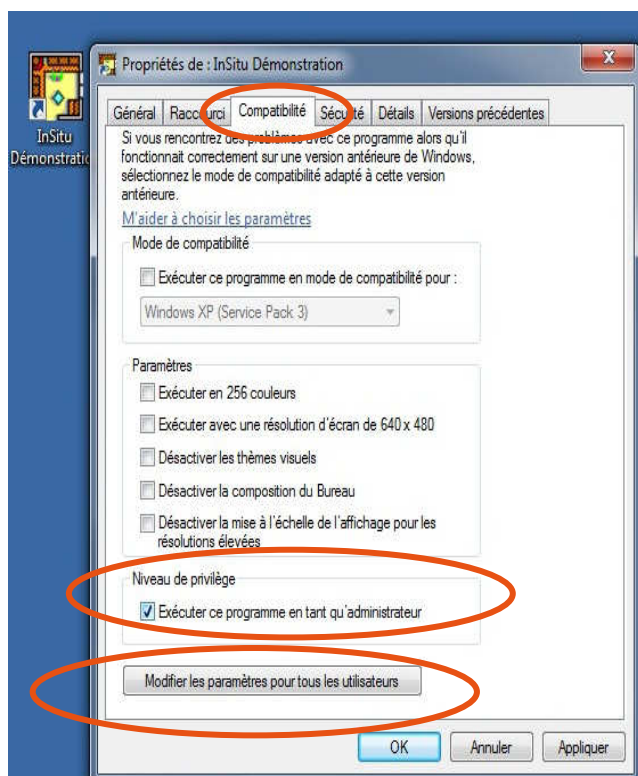 Propriétés de : InSitu Démonstration
InSitu
Démonstratio
Général Raccourci Compatibilité Sécurité Détails Versions précédentes
Si vous rencontrez des problèmes avec ce programme alors qu'il
fonctionnait correctement sur une version antérieure de Windows,
sélectionnez le mode de compatibilité adapté à cette version
antérieure.
M'aider à choisir les paramètres
Mode de compatibilité
Exécuter ce programme en mode de compatibilité pour :
Windows XP (Service Pack 3)
Paramètres
Exécuter en 256 couleurs
Exécuter avec une résolution d'écran de 640 x 480
Désactiver les thèmes visuels
Désactiver la composition du Bureau
Désactiver la mise à l'échelle de l'affichage pour les
résolutions élevées
Niveau de privilège
Exécuter ce programme en tant qu'administrateur
Modifier les paramètres pour tous les utilisateurs
OK Annuler Appliquer